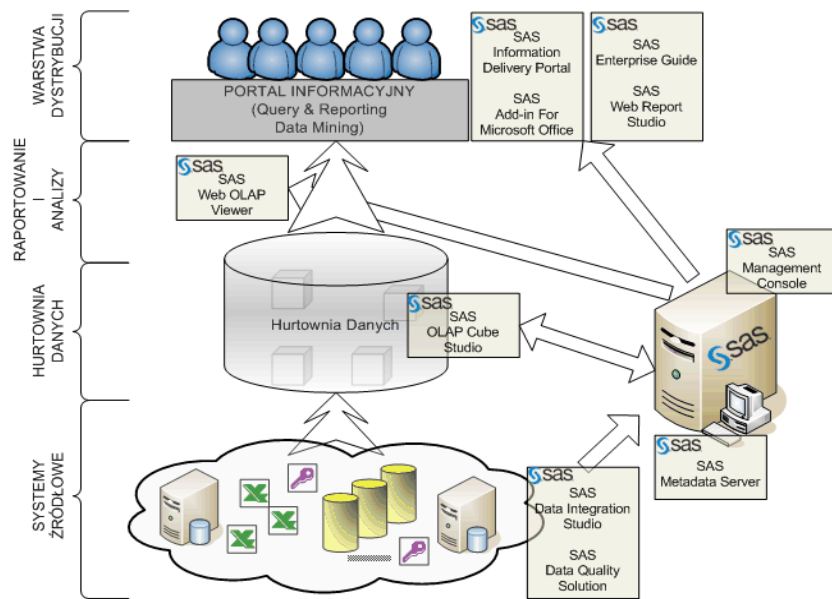 WARSTWA
DYSTRYBUCJI
PORTAL INFORMACYJNY
(Query & Reporting
Data Mining)
sas
SAS
Information
Delivery Portal
SAS
Add-in For
Microsoft Office
sas
SAS
Enterprise Guide
SAS
Web Report
Studio
RAPORTOWANIE
I
ANALIZY
sas
SAS
Web OLAP
Viewer
sas
SAS
Management
Console
HURTOWNIA
DANYCH
Hurtownia Danych
sas
SAS
OLAP Cube
Studio
sas
sas
SAS
Metadata Server
SYSTEMY
ŹRÓDŁOWE
sas
SAS
Data Integration
Studio
SAS
Data Quality
Solution